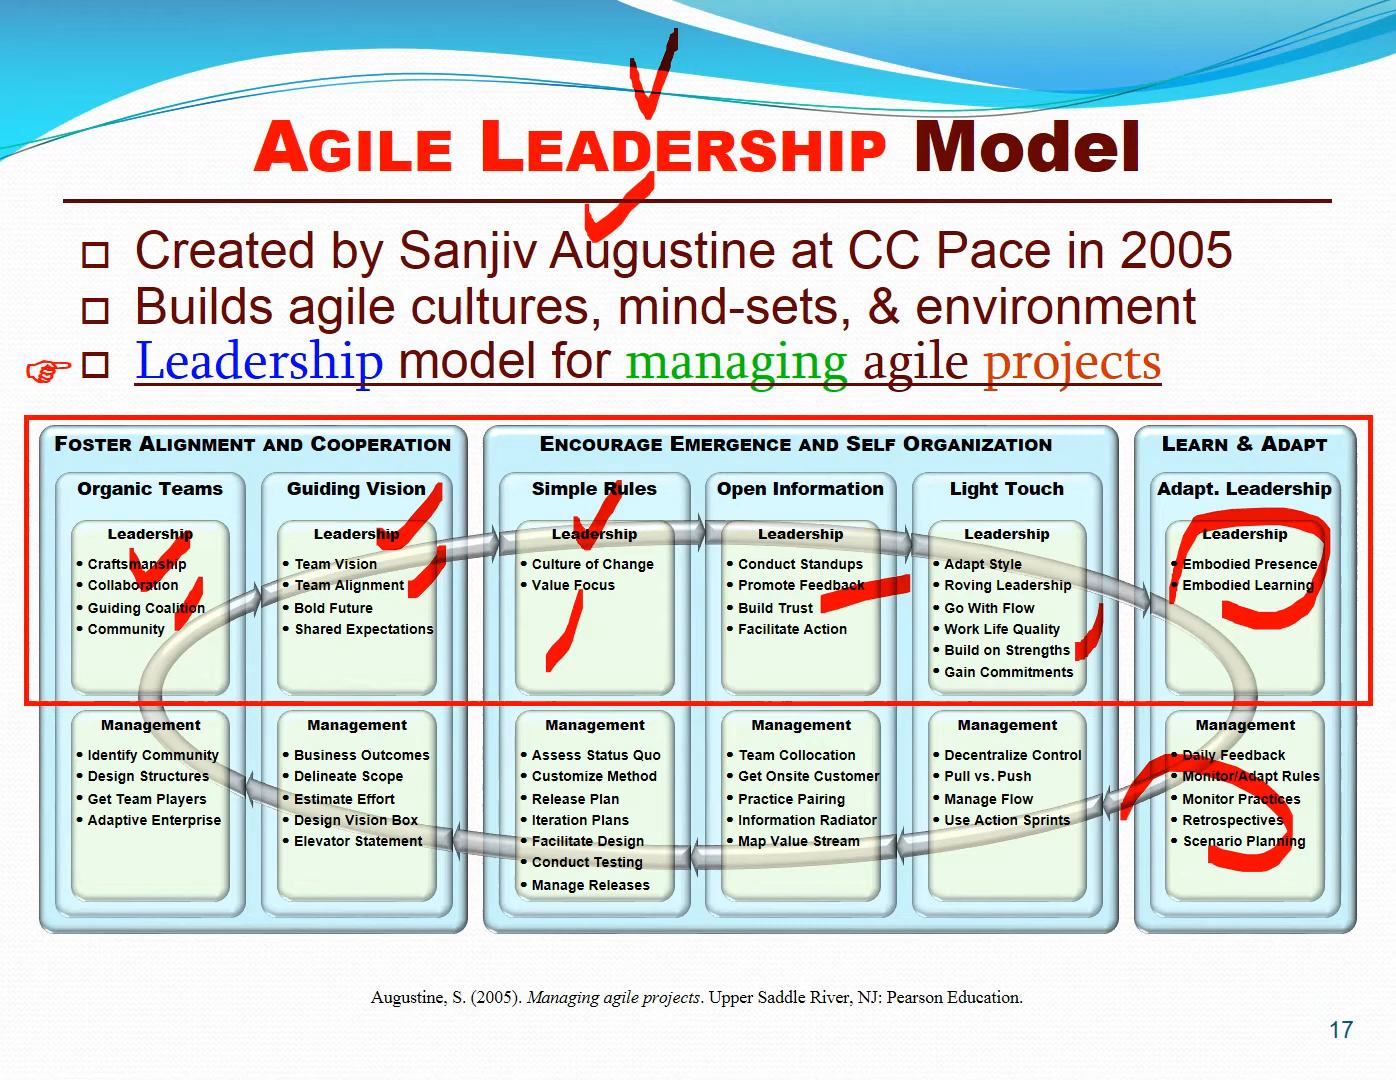 AGILE LEADERSHIP Model
Created by Sanjiv Augustine at CC Pace in 2005
Builds agile cultures, mind-sets, & environment
Leadership model for managing agile projects
FOSTER ALIGNMENT AND COOPERATION
Organic Teams
Leadership
• Craftsmanship
• Collaboration
• Guiding Coalition
• Community
Management
• Identify Community
• Design Structures
• Get Team Players
• Adaptive Enterprise
Guiding Vision
Leadership
• Team Vision
• Team Alignment
• Bold Future
• Shared Expectations
Management
• Business Outcomes
• Delineate Scope
• Estimate Effort
• Design Vision Box
• Elevator Statement
ENCOURAGE EMERGENCE AND SELF ORGANIZATION
Simple Rules
Leadership
• Culture of Change
• Value Focus
Management
• Assess Status Quo
• Customize Method
• Release Plan
• Iteration Plans
• Facilitate Design
• Conduct Testing
• Manage Releases
Open Information
Leadership
• Conduct Standups
• Promote Feedback
• Build Trust
• Facilitate Action
Management
• Team Collocation
• Get Onsite Customer
• Practice Pairing
• Information Radiator
• Map Value Stream
Light Touch
Leadership
• Adapt Style
• Roving Leadership
• Go With Flow
• Work Life Quality
• Build on Strengths
• Gain Commitments
Management
• Decentralize Control
• Pull vs. Push
• Manage Flow
• Use Action Sprints
LEARN & ADAPT
Adapt. Leadership
Leadership
• Embodied Presence
• Embodied Learning
Management
• Daily Feedback
• Monitor/Adapt Rules
• Monitor Practices
• Retrospectives
• Scenario Planning
Augustine, S. (2005). Managing agile projects. Upper Saddle River, NJ: Pearson Education.
17